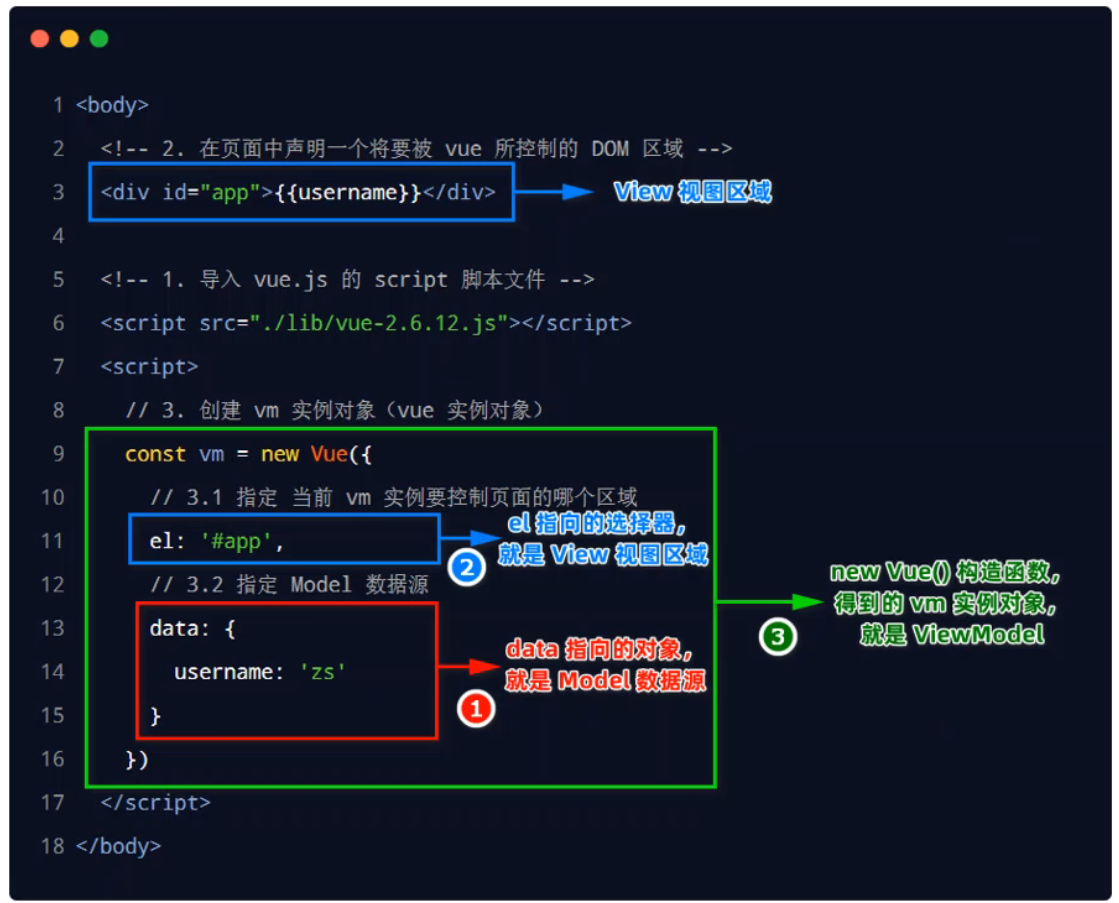 1 <body>
2 <!-- 2. 在页面中声明一个将要被 vue 所控制的 DOM 区域 -->
3 <div id="app">{{username}}</div> View 视图区域
4
5 <!-- 1. 导入 vue.js 的 script 脚本文件 -->
6 <script src="./lib/vue-2.6.12.js"></script>
7 <script>
8 // 3. 创建 vm 实例对象（vue 实例对象）
9 const vm = new Vue({
10 // 3.1 指定 当前 vm 实例要控制页面的哪个区域
11 el: '#app',
el 指向的选择器，
就是 View 视图区域
2
12 // 3.2 指定 Model 数据源
13 data: {
14 username: 'zs'
15 }
data 指向的对象，
就是 Model 数据源
1
16 })
new Vue() 构造函数，
得到的 vm 实例对象，
就是 ViewModel
3
17 </script>
18 </body>